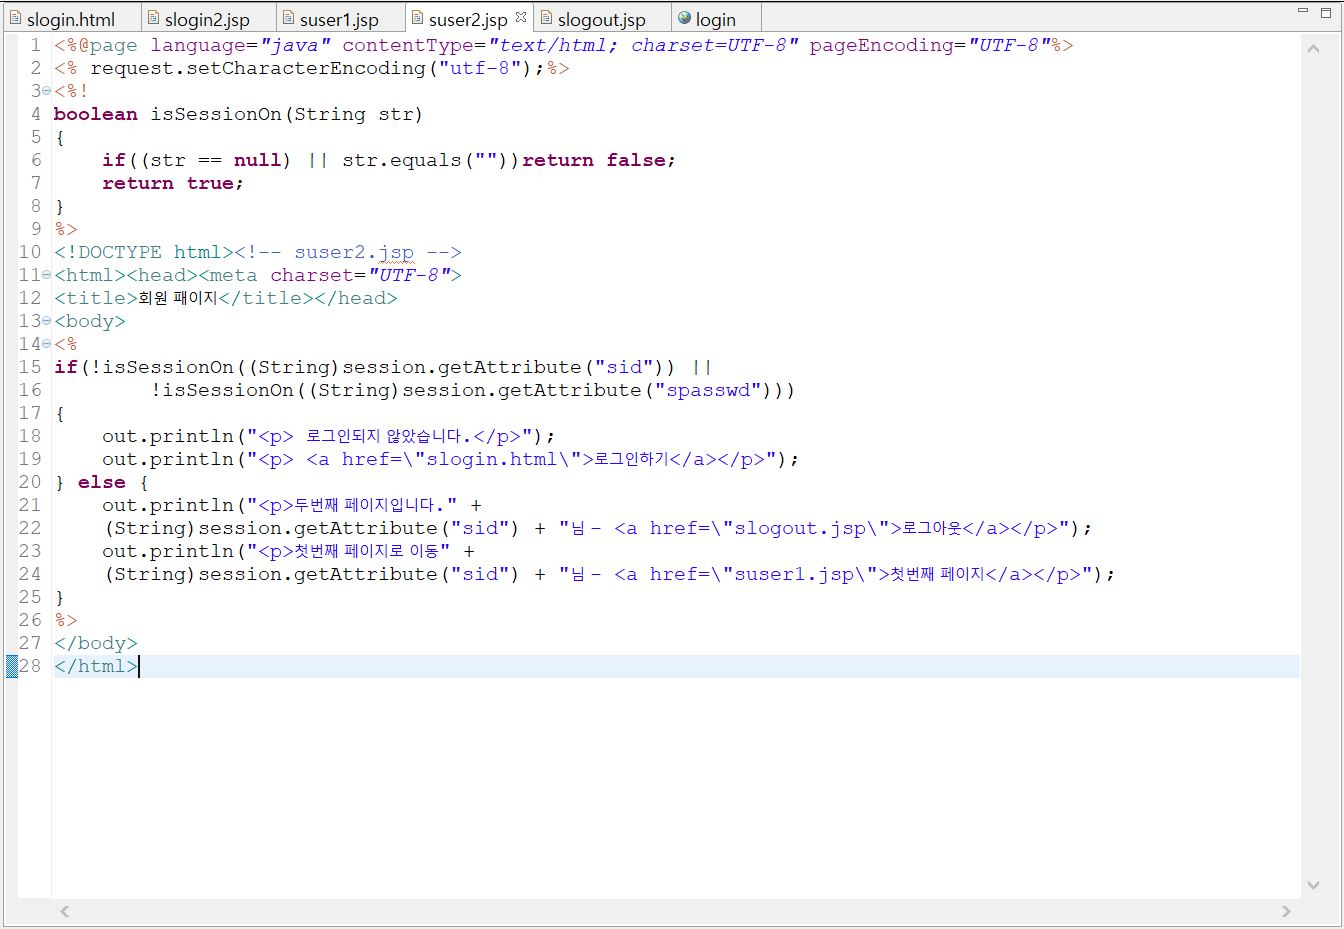 slogin.html slogin2.jsp suser1.jsp suser2.jsp slogout.jsp login
1 <%@page language="java" contentType="text/html; charset=UTF-8" pageEncoding="UTF-8"%>
2 <% request.setCharacterEncoding("utf-8");%>
3 <%!
4 boolean isSessionOn(String str)
5 {
6     if((str == null) || str.equals(""))return false;
7     return true;
8 }
9 %>
10 <!DOCTYPE html><!-- suser2.jsp -->
11 <html><head><meta charset="UTF-8">
12 <title>회원 패이지</title></head>
13 <body>
14 <%
15 if(!isSessionOn((String)session.getAttribute("sid")) ||
16         !isSessionOn((String)session.getAttribute("spasswd")))
17 {
18     out.println("<p> 로그인되지 않았습니다.</p>");
19     out.println("<p> <a href=\"slogin.html\">로그인하기</a></p>");
20 } else {
21     out.println("<p>두번째 페이지입니다." +
22     (String)session.getAttribute("sid") + "님 - <a href=\"slogout.jsp\">로그아웃</a></p>");
23     out.println("<p>첫번째 페이지로 이동" +
24     (String)session.getAttribute("sid") + "님 - <a href=\"suser1.jsp\">첫번째 페이지</a></p>");
25 }
26 %>
27 </body>
28 </html>